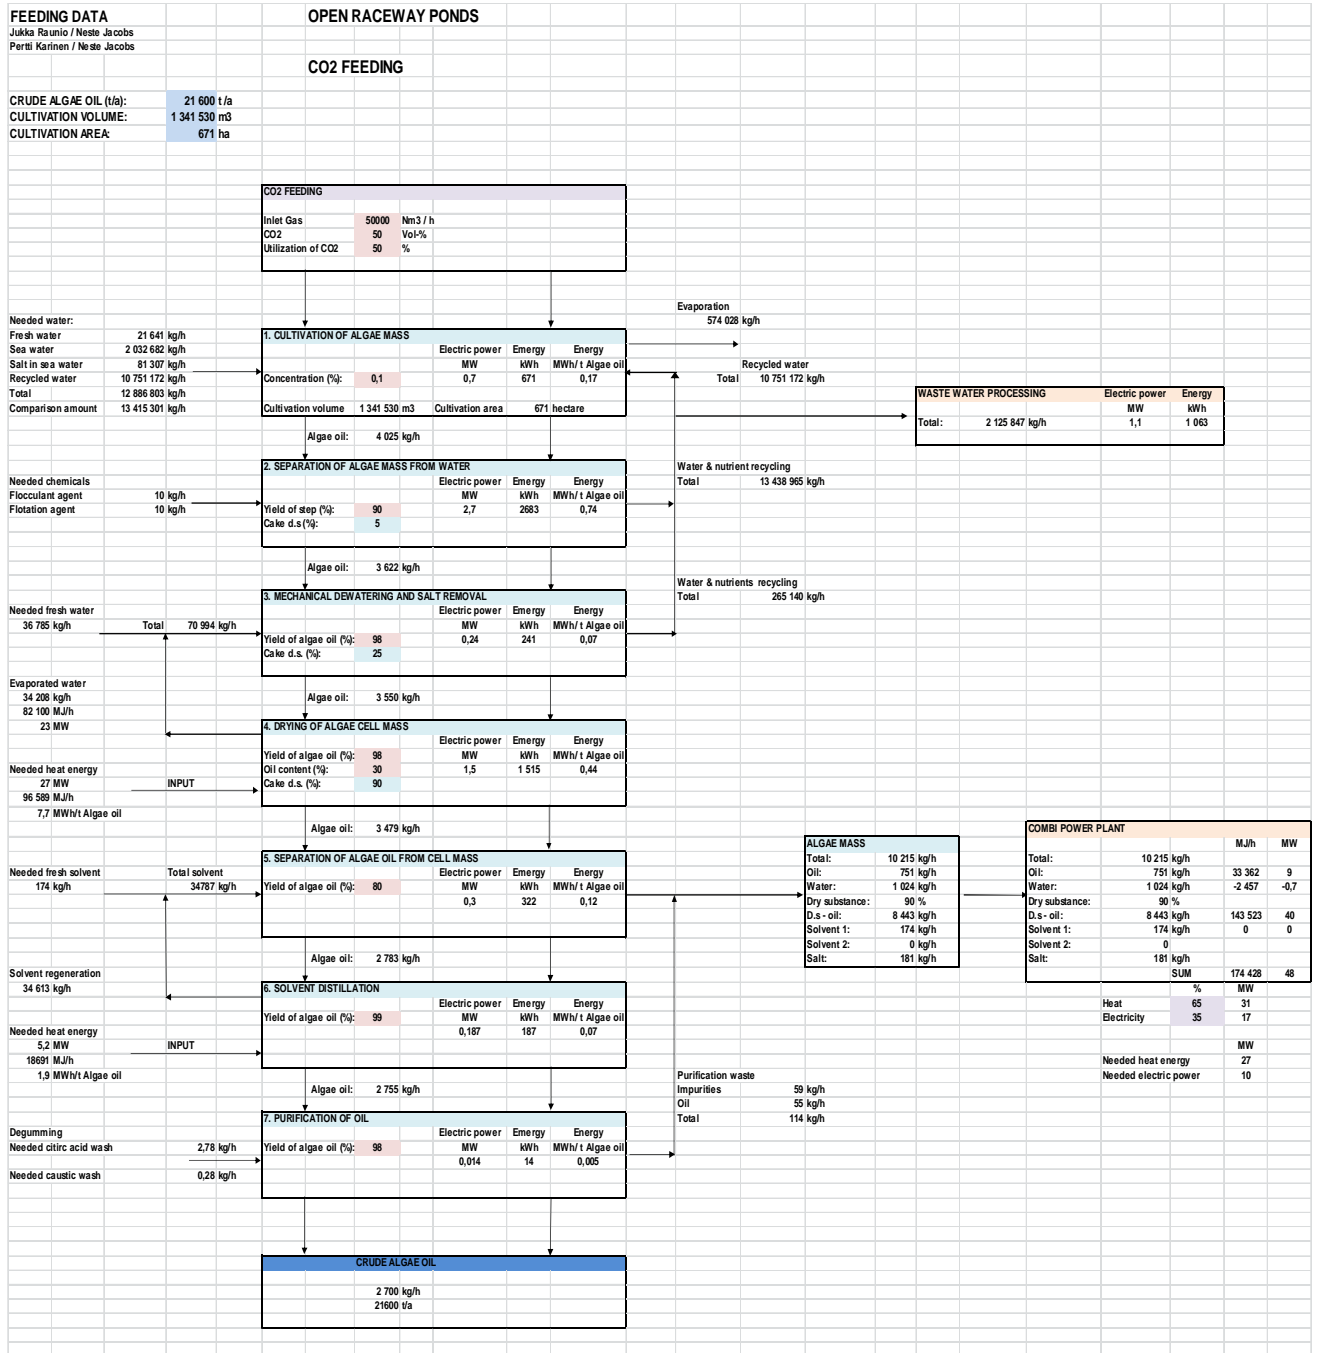 FEEDING DATA
OPEN RACEWAY PONDS
Jukka Raunio / Neste Jacobs
Pertti Karinen / Neste Jacobs
CO2 FEEDING
CRUDE ALGAE OIL (t/a): 21 600 t /a
CULTIVATION VOLUME: 1 341 530 m3
CULTIVATION AREA: 671 ha
CO2 FEEDING
Inlet Gas 50000 Nm3 / h
CO2 50 Vol-%
Utilization of CO2 50 %
Evaporation
574 028 kg/h
Needed water:
Fresh water 21 641 kg/h
Sea water 2 032 682 kg/h
Salt in sea water 81 307 kg/h
Recycled water 10 751 172 kg/h
Total 12 886 803 kg/h
Comparison amount 13 415 301 kg/h
1. CULTIVATION OF ALGAE MASS
Electric power Emergy Energy
MW kWh MWh/ t Algae oil
Concentration (%): 0,1 0,7 671 0,17
Cultivation volume 1 341 530 m3 Cultivation area 671 hectare
Recycled water
Total 10 751 172 kg/h
WASTE WATER PROCESSING Electric power Energy
MW kWh
Total: 2 125 847 kg/h 1,1 1 063
Algae oil: 4 025 kg/h
2. SEPARATION OF ALGAE MASS FROM WATER
Electric power Emergy Energy
MW kWh MWh/ t Algae oil
Yield of step (%): 90 2,7 2683 0,74
Cake d.s (%): 5
Needed chemicals
Flocculant agent 10 kg/h
Flotation agent 10 kg/h
Water & nutrient recycling
Total 13 438 965 kg/h
Algae oil: 3 622 kg/h
Water & nutrients recycling
Total 265 140 kg/h
3. MECHANICAL DEWATERING AND SALT REMOVAL
Electric power Emergy Energy
MW kWh MWh/ t Algae oil
Yield of algae oil (%): 98 0,24 241 0,07
Cake d.s. (%): 25
Needed fresh water
36 785 kg/h Total 70 994 kg/h
Evaporated water
34 208 kg/h
82 100 MJ/h
23 MW
Algae oil: 3 550 kg/h
4. DRYING OF ALGAE CELL MASS
Electric power Emergy Energy
Yield of algae oil (%): 98 MW kWh MWh/ t Algae oil
Oil content (%): 30 1,5 1 515 0,44
Cake d.s. (%): 90
Needed heat energy
27 MW INPUT
96 589 MJ/h
7,7 MWh/t Algae oil
Algae oil: 3 479 kg/h
5. SEPARATION OF ALGAE OIL FROM CELL MASS
Electric power Emergy Energy
Yield of algae oil (%): 80 MW kWh MWh/ t Algae oil
0,3 322 0,12
Needed fresh solvent Total solvent
174 kg/h 34787 kg/h
ALGAE MASS
Total: 10 215 kg/h
Oil: 751 kg/h
Water: 1 024 kg/h
Dry substance: 90 %
D.s - oil: 8 443 kg/h
Solvent 1: 174 kg/h
Solvent 2: 0 kg/h
Salt: 181 kg/h
COMBI POWER PLANT
MJ/h MW
Total: 10 215 kg/h
Oil: 751 kg/h 33 362 9
Water: 1 024 kg/h -2 457 -0,7
Dry substance: 90 %
D.s - oil: 8 443 kg/h 143 523 40
Solvent 1: 174 kg/h 0 0
Solvent 2: 0
Salt: 181 kg/h
SUM 174 428 48
% MW
Heat 65 31
Electricity 35 17
MW
Needed heat energy 27
Needed electric power 10
Algae oil: 2 783 kg/h
Solvent regeneration
34 613 kg/h
6. SOLVENT DISTILLATION
Electric power Emergy Energy
Yield of algae oil (%): 99 MW kWh MWh/ t Algae oil
0,187 187 0,07
Needed heat energy
5,2 MW INPUT
18691 MJ/h
1,9 MWh/t Algae oil
Algae oil: 2 755 kg/h
Purification waste
Impurities 59 kg/h
Oil 55 kg/h
Total 114 kg/h
7. PURIFICATION OF OIL
Electric power Emergy Energy
Yield of algae oil (%): 98 MW kWh MWh/ t Algae oil
0,014 14 0,005
Degumming
Needed citirc acid wash 2,78 kg/h
Needed caustic wash 0,28 kg/h
CRUDE ALGAE OIL
2 700 kg/h
21600 t/a